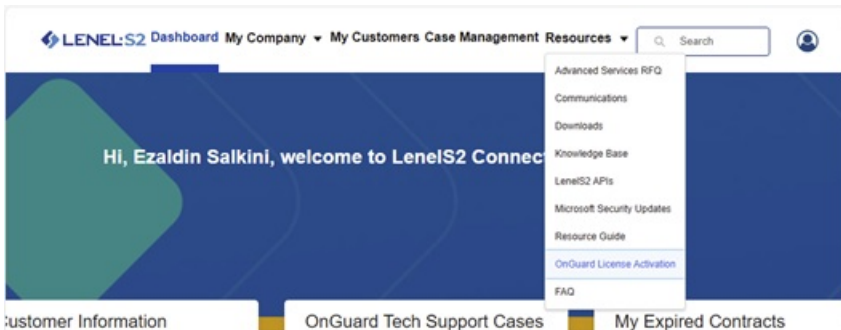 LENEL:S2 Dashboard My Company My Customers Case Management Resources Search
Advanced Services RFQ
Communications
Downloads
Knowledge Base
LenelS2 APIs
Microsoft Security Updates
Resource Guide
OnGuard License Activation
FAQ
Hi, Ezaldin Salkini, welcome to LenelS2 Connect
Customer Information
OnGuard Tech Support Cases
My Expired Contracts